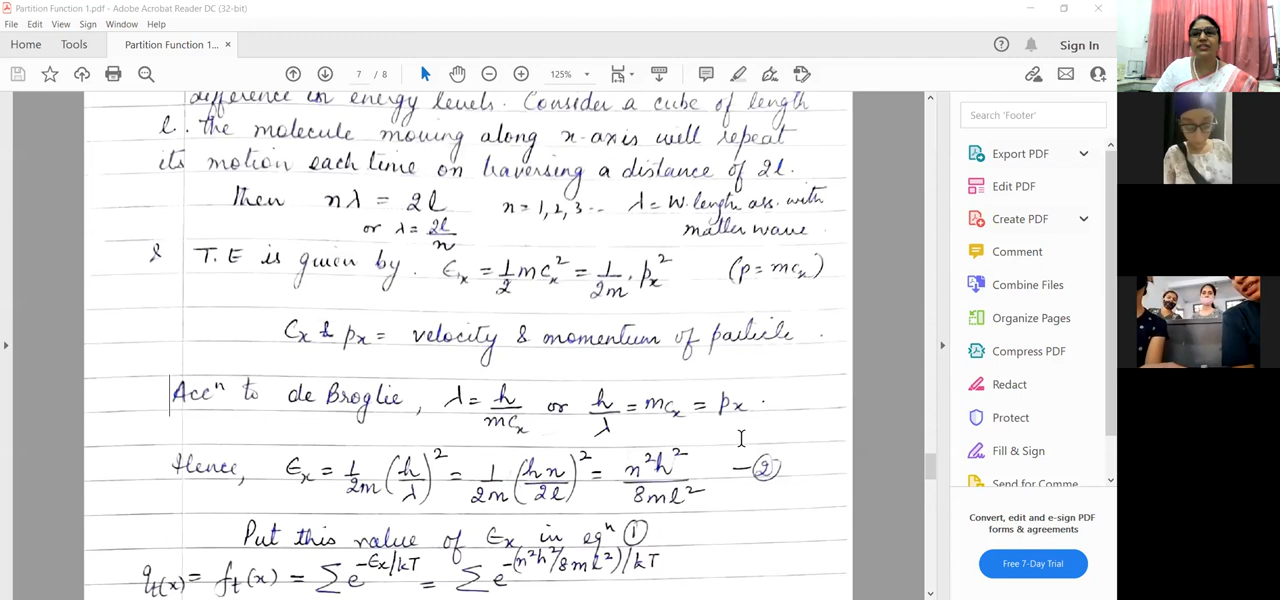 Partition Function 1.pdf - Adobe Acrobat Reader DC (32-bit)
File Edit View Sign Window Help
Home Tools Partition Function 1... × Sign In
7 / 8 125%
difference in energy levels. Consider a cube of length
l. the molecule moving along x-axis will repeat
its motion each time on traversing a distance of 2l.
Then nλ = 2l n = 1, 2, 3 -- λ = W. length ass. with
or λ = 2l/n matter wave.
& T.E is given by. Єx = 1/2 mCx² = 1/2m . px² (p = mcx)
Cx & px = velocity & momentum of particle.
Accⁿ to de Broglie, λ = h/mCx or h/λ = mcx = px .
Hence, Єx = 1/2m (h/λ)² = 1/2m (hn/2l)² = n²h²/8ml² — ②
Put this value of Єx in eqⁿ ①
qt(x) = ft(x) = Σ e^-Єx/kT = Σ e^-(n²h²/8ml²)/kT
Search 'Footer'
Export PDF
Edit PDF
Create PDF
Comment
Combine Files
Organize Pages
Compress PDF
Redact
Protect
Fill & Sign
Send for Comme
Convert, edit and e-sign PDF
forms & agreements
Free 7-Day Trial